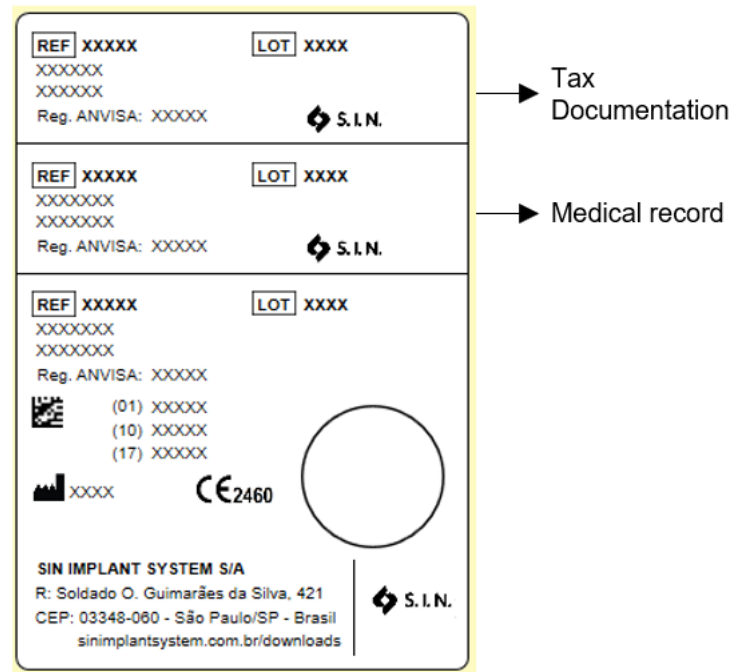 REF XXXXX LOT XXXX
XXXXXX
XXXXXX
Reg. ANVISA: XXXXX S.I.N.
Tax
Documentation
REF XXXXX LOT XXXX
XXXXXXX
XXXXXXX
Reg. ANVISA: XXXXX S.I.N.
Medical record
REF XXXXX LOT XXXX
XXXXXXX
XXXXXXX
Reg. ANVISA: XXXXX
(01) XXXXX
(10) XXXXX
(17) XXXXX
XXXX CE2460
SIN IMPLANT SYSTEM S/A
R: Soldado O. Guimarães da Silva, 421
CEP: 03348-060 - São Paulo/SP - Brasil
sinimplantsystem.com.br/downloads
S.I.N.